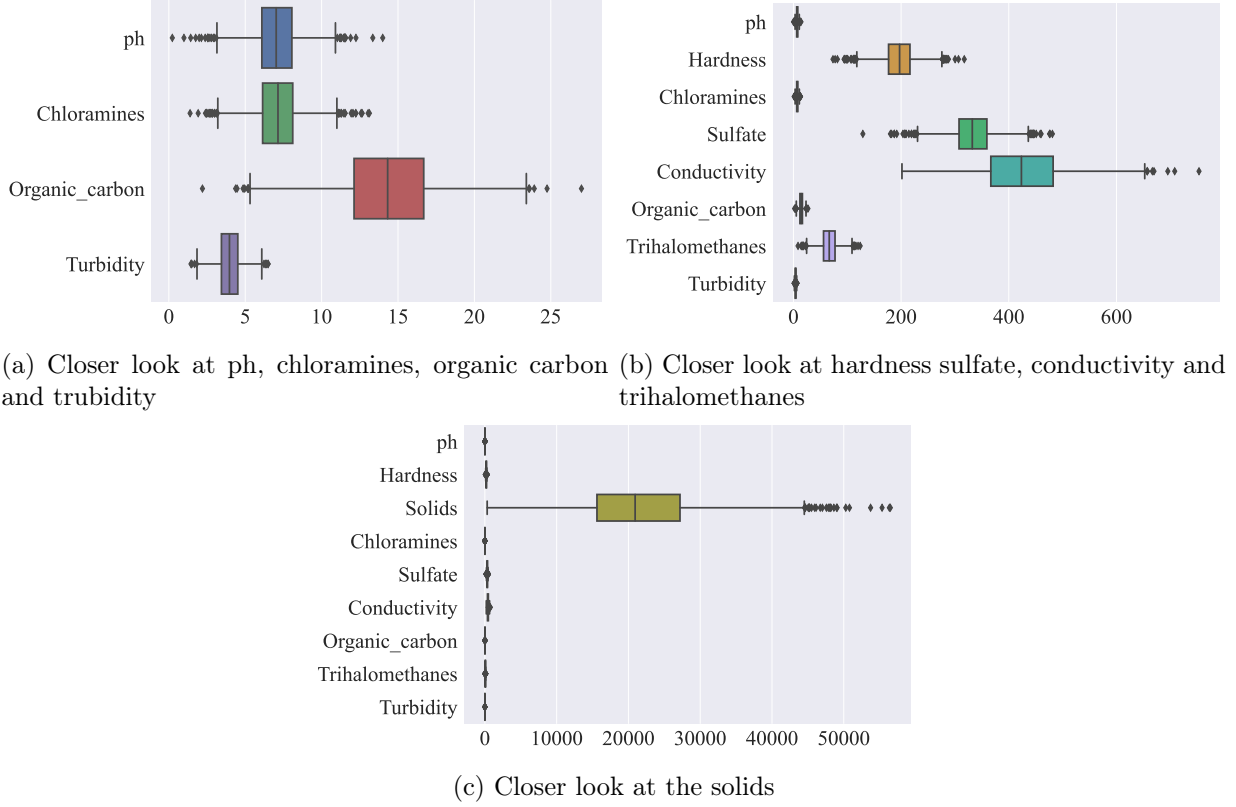 ph
Chloramines
Organic_carbon
Turbidity
0 5 10 15 20 25
(a) Closer look at ph, chloramines, organic carbon
and trubidity
ph
Hardness
Chloramines
Sulfate
Conductivity
Organic_carbon
Trihalomethanes
Turbidity
0 200 400 600
(b) Closer look at hardness sulfate, conductivity and
trihalomethanes
ph
Hardness
Solids
Chloramines
Sulfate
Conductivity
Organic_carbon
Trihalomethanes
Turbidity
0 10000 20000 30000 40000 50000
(c) Closer look at the solids